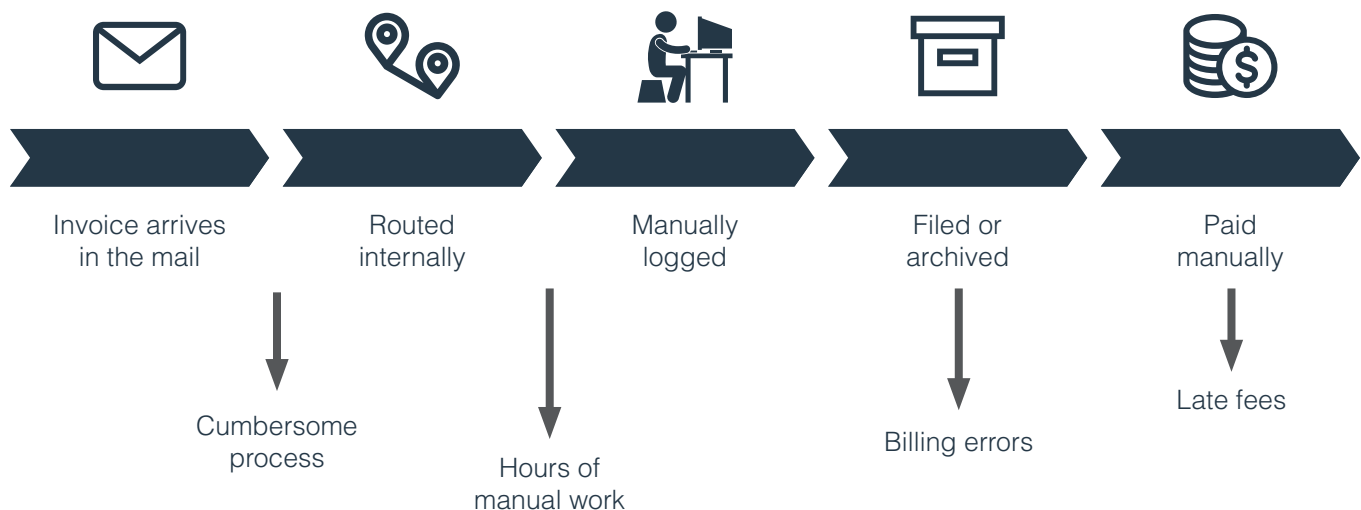 Invoice arrives
in the mail
Routed
internally
Manually
logged
Filed or
archived
Paid
manually
Cumbersome
process
Hours of
manual work
Billing errors
Late fees